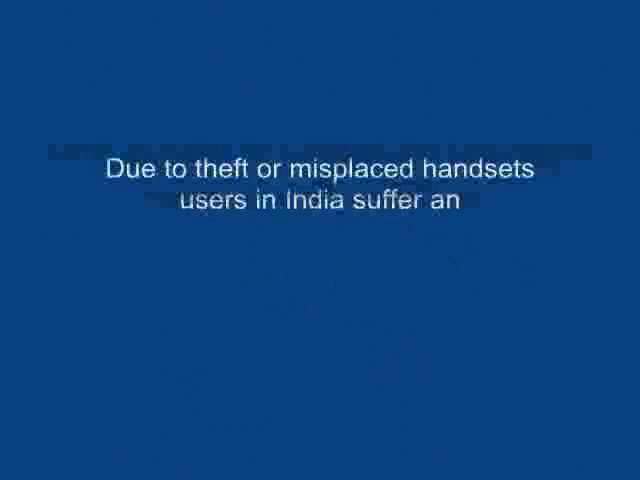 Due to theft or misplaced handsets
users in India suffer an